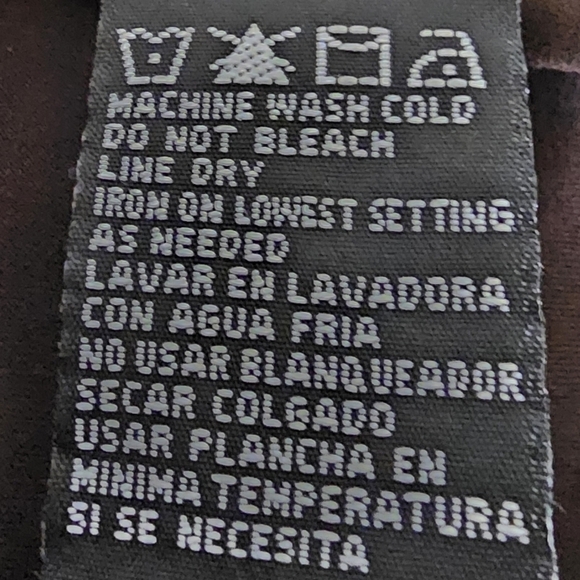 MACHINE WASH COLD
DO NOT BLEACH
LINE DRY
IRON ON LOWEST SETTING
AS NEEDED
LAVAR EN LAVADORA
CON AGUA FRIA
NO USAR BLANQUEADOR
SECAR COLGADO
USAR PLANCHA EN
MINIMA TEMPERATURA
SI SE NECESITA